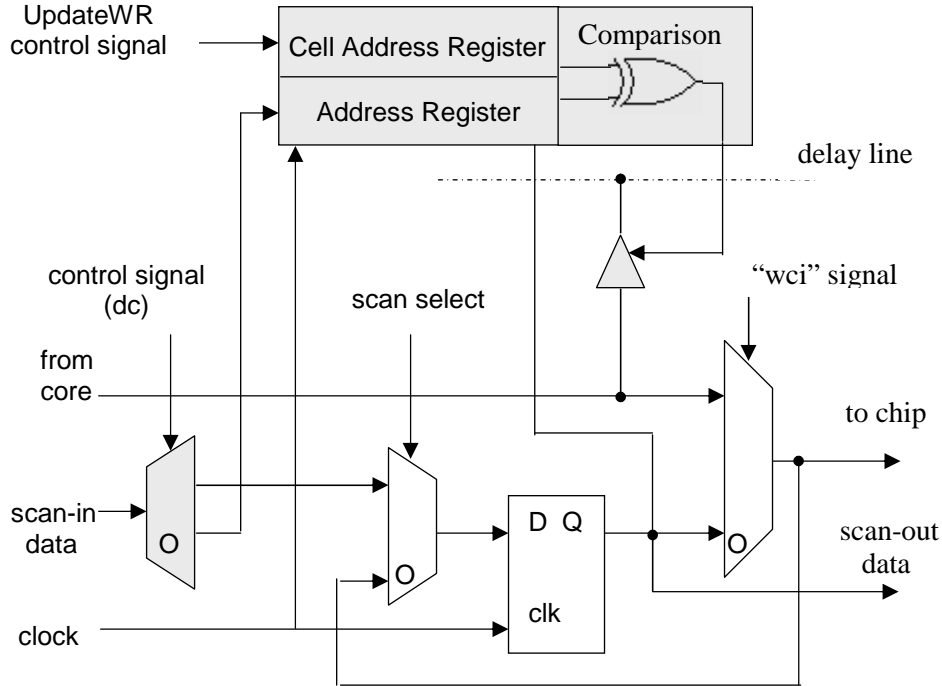 UpdateWR
control signal
Cell Address Register
Address Register
Comparison
delay line
control signal
(dc)
scan select
“wci” signal
from
core
to chip
scan-in
data
O
O
D Q
clk
O
scan-out
data
clock